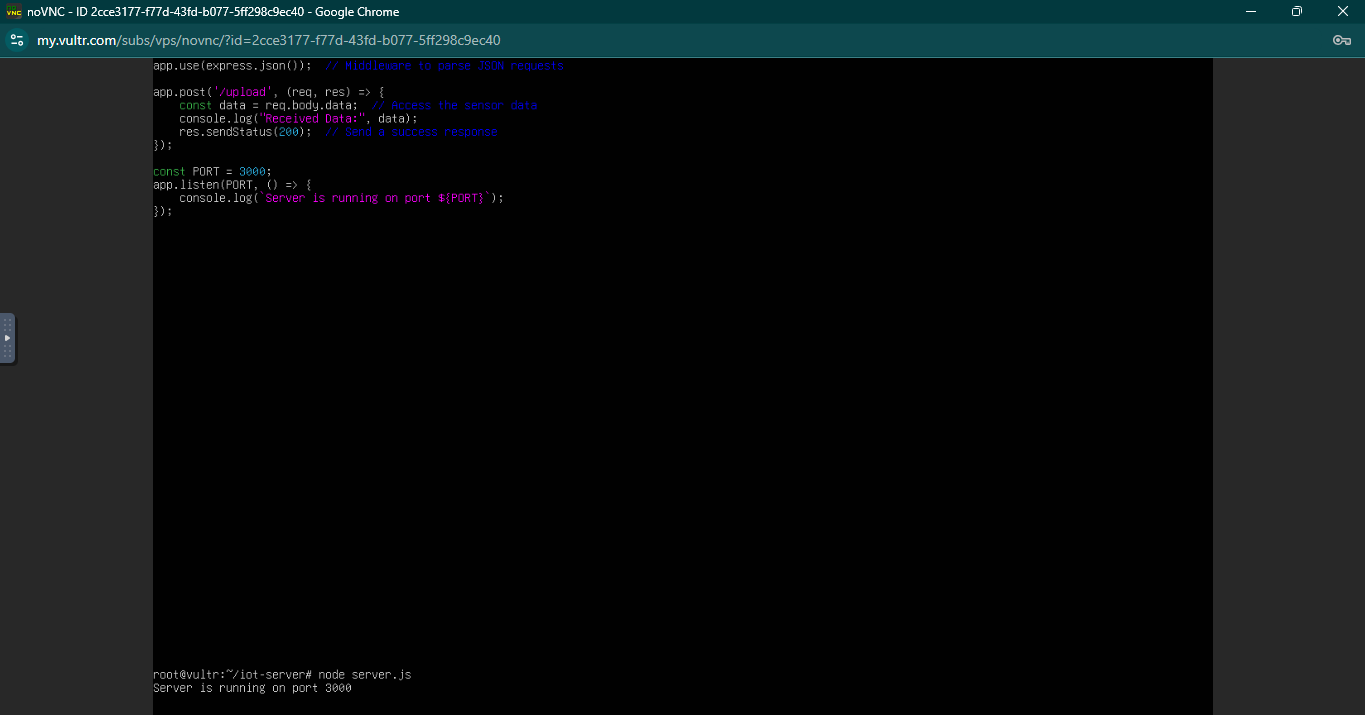 noVNC - ID 2cce3177-f77d-43fd-b077-5ff298c9ec40 - Google Chrome
my.vultr.com/subs/vps/novnc/?id=2cce3177-f77d-43fd-b077-5ff298c9ec40
app.use(express.json()); // Middleware to parse JSON requests
app.post('/upload', (req, res) => {
    const data = req.body.data; // Access the sensor data
    console.log("Received Data:", data);
    res.sendStatus(200); // Send a success response
});
const PORT = 3000;
app.listen(PORT, () => {
    console.log(`Server is running on port ${PORT}`);
});
root@vultr:~/iot-server# node server.js
Server is running on port 3000